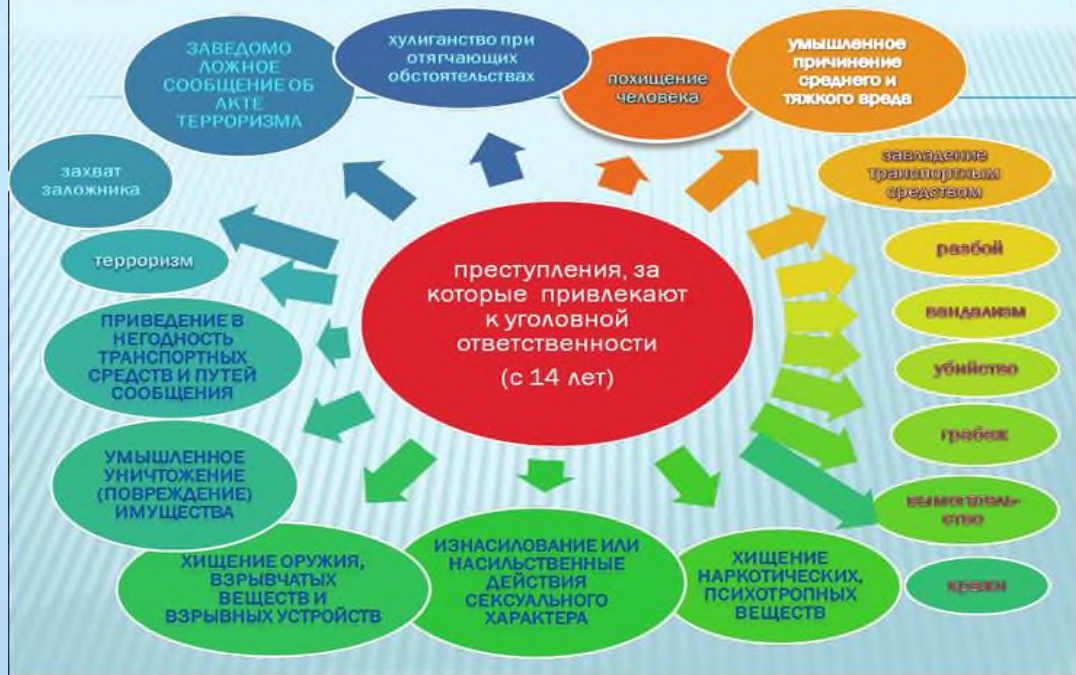 ЗАВЕДОМО
ЛОЖНОЕ
СООБЩЕНИЕ ОБ
АКТЕ
ТЕРРОРИЗМА
хулиганство при
отягчающих
обстоятельствах
похищение
человека
умышленное
причинение
среднего и
тяжкого вреда
захват
заложника
завладение
транспортным
средством
терроризм
разбой
преступления, за
которые привлекают
к уголовной
ответственности
(с 14 лет)
ПРИВЕДЕНИЕ В
НЕГОДНОСТЬ
ТРАНСПОРТНЫХ
СРЕДСТВ И ПУТЕЙ
СООБЩЕНИЯ
вандализм
убийство
грабеж
УМЫШЛЕННОЕ
УНИЧТОЖЕНИЕ
(ПОВРЕЖДЕНИЕ)
ИМУЩЕСТВА
вымогатель-
ство
ХИЩЕНИЕ ОРУЖИЯ,
ВЗРЫВЧАТЫХ
ВЕЩЕСТВ И
ВЗРЫВНЫХ УСТРОЙСТВ
ИЗНАСИЛОВАНИЕ ИЛИ
НАСИЛЬСТВЕННЫЕ
ДЕЙСТВИЯ
СЕКСУАЛЬНОГО
ХАРАКТЕРА
ХИЩЕНИЕ
НАРКОТИЧЕСКИХ,
ПСИХОТРОПНЫХ
ВЕЩЕСТВ
кражи